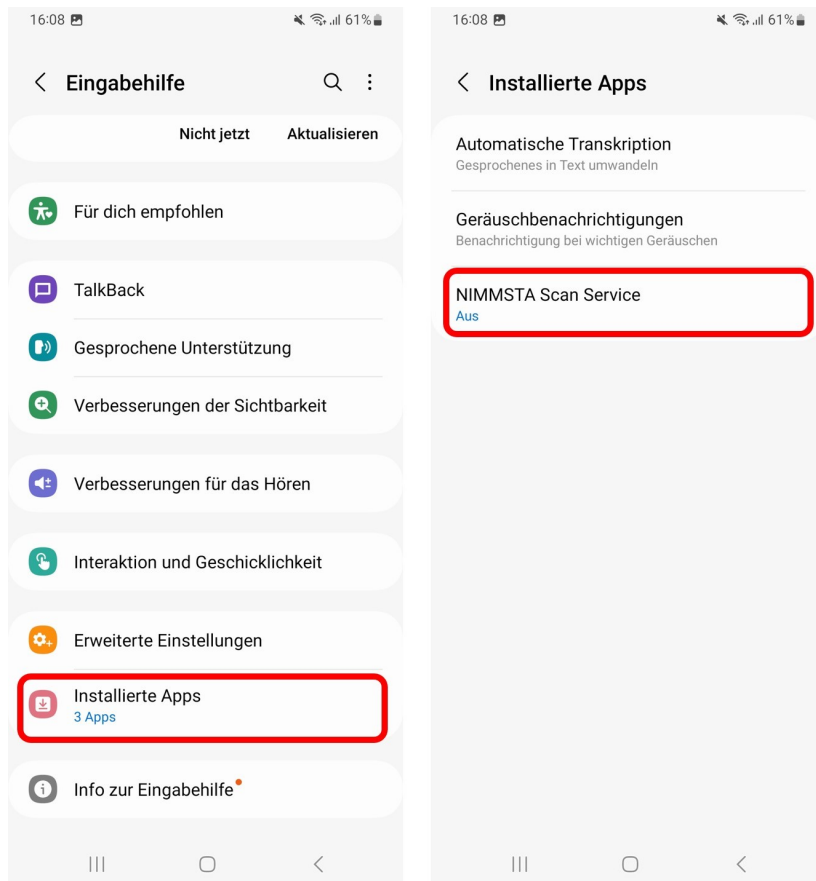 16:08
61%
Eingabehilfe
Nicht jetzt Aktualisieren
Für dich empfohlen
TalkBack
Gesprochene Unterstützung
Verbesserungen der Sichtbarkeit
Verbesserungen für das Hören
Interaktion und Geschicklichkeit
Erweiterte Einstellungen
Installierte Apps
3 Apps
Info zur Eingabehilfe
16:08
61%
Installierte Apps
Automatische Transkription
Gesprochenes in Text umwandeln
Geräuschbenachrichtigungen
Benachrichtigung bei wichtigen Geräuschen
NIMMSTA Scan Service
Aus